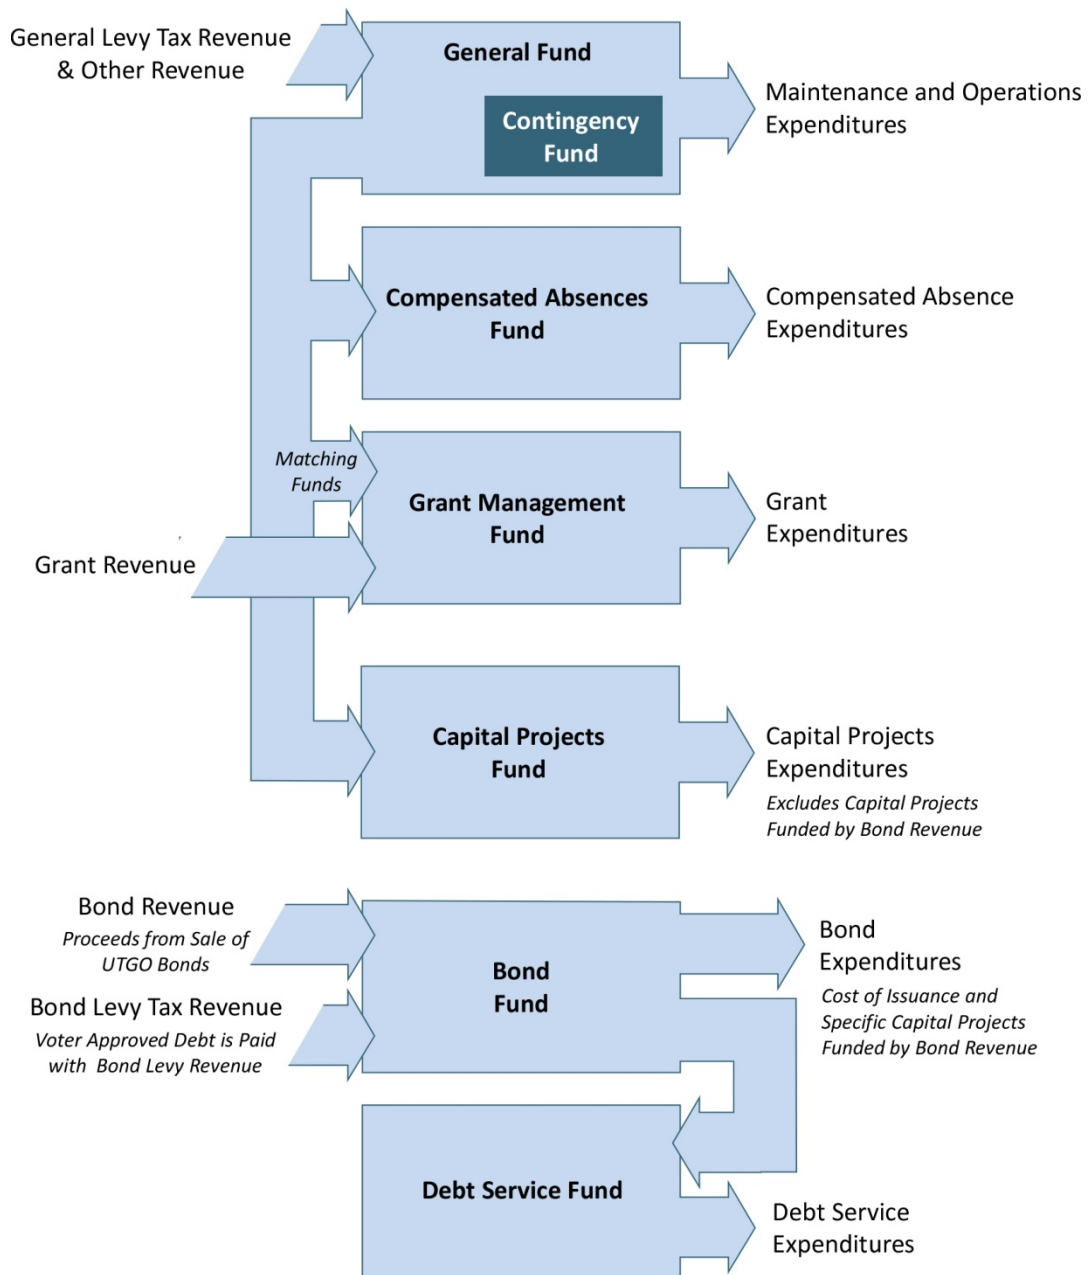 General Levy Tax Revenue
& Other Revenue
General Fund
Contingency
Fund
Maintenance and Operations
Expenditures
Compensated Absences
Fund
Compensated Absence
Expenditures
Matching
Funds
Grant Management
Fund
Grant
Expenditures
Grant Revenue
Capital Projects
Fund
Capital Projects
Expenditures
Excludes Capital Projects
Funded by Bond Revenue
Bond Revenue
Proceeds from Sale of
UTGO Bonds
Bond Levy Tax Revenue
Voter Approved Debt is Paid
with Bond Levy Revenue
Bond
Fund
Bond
Expenditures
Cost of Issuance and
Specific Capital Projects
Funded by Bond Revenue
Debt Service Fund
Debt Service
Expenditures